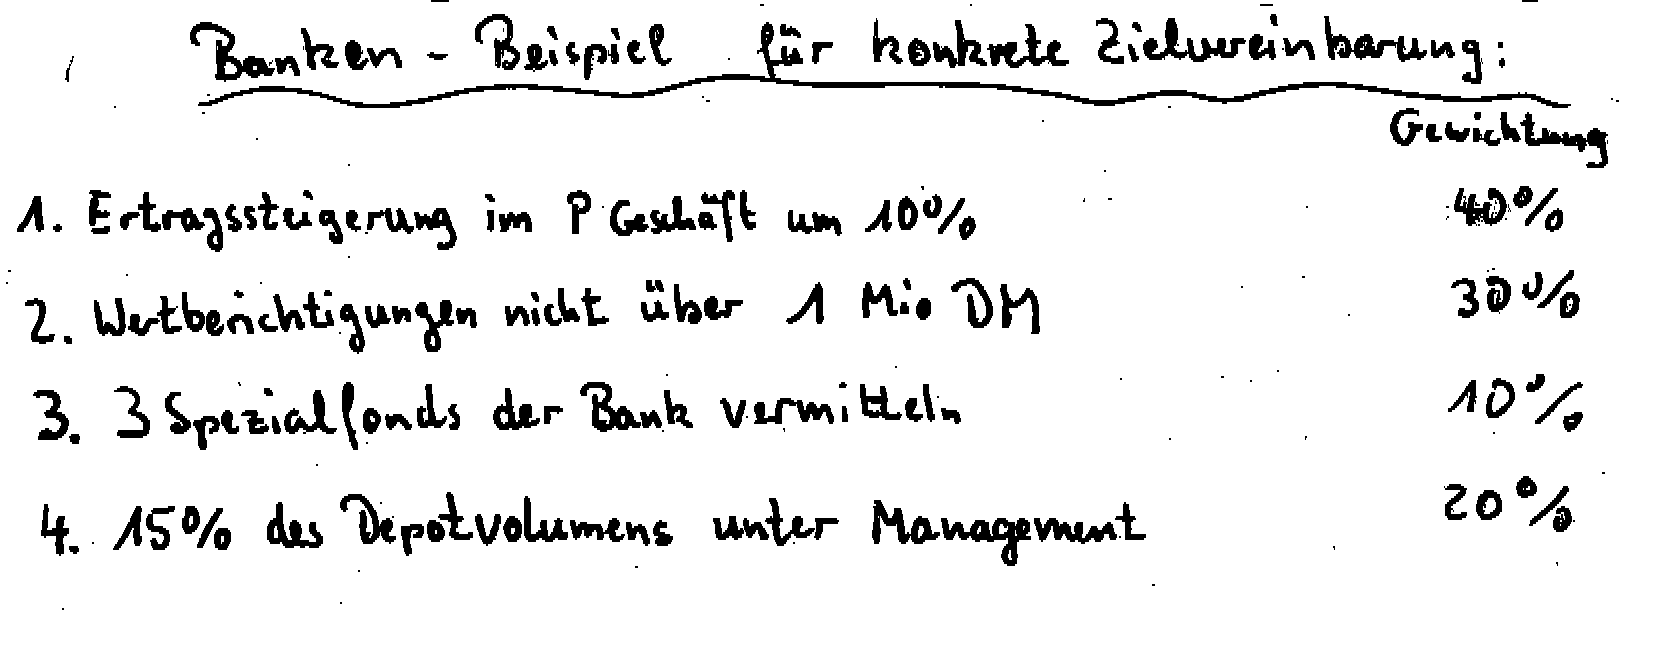 Banken - Beispiel für konkrete Zielvereinbarung:
Gewichtung
1. Ertragssteigerung im P Geschäft um 10% 40%
2. Wertberichtigungen nicht über 1 Mio DM 30%
3. 3 Spezialfonds der Bank vermitteln 10%
4. 15% des Depotvolumens unter Management 20%